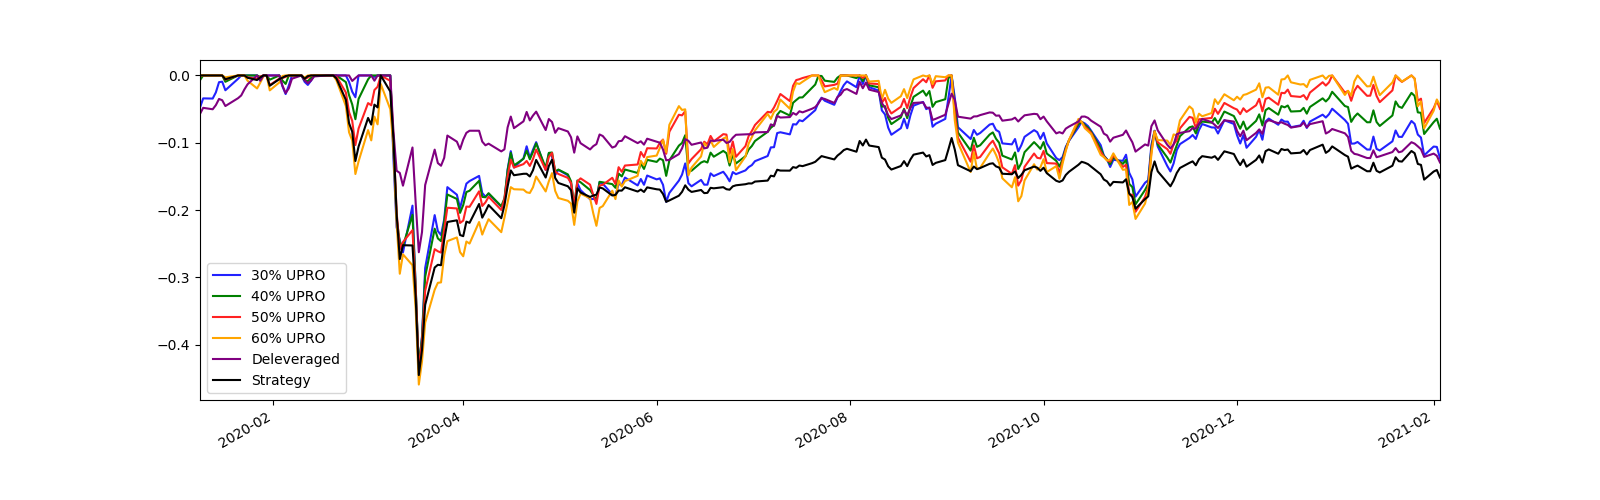 0.0
−0.1
−0.2
−0.3
−0.4
30% UPRO
40% UPRO
50% UPRO
60% UPRO
Deleveraged
Strategy
2020-02
2020-04
2020-06
2020-08
2020-10
2020-12
2021-02